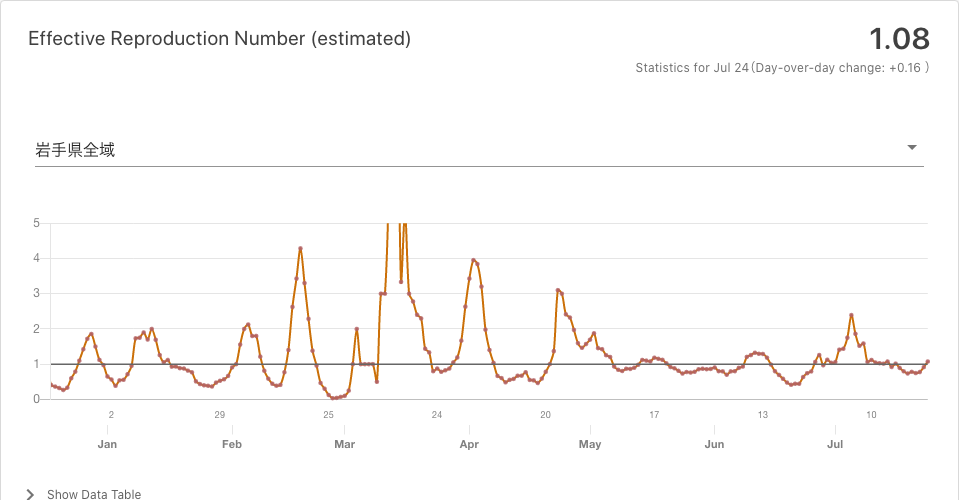 Effective Reproduction Number (estimated)
1.08
Statistics for Jul 24(Day-over-day change: +0.16 )
岩手県全域
5
4
3
2
1
0
2 29 25 24 20 17 13 10
Jan Feb Mar Apr May Jun Jul
Show Data Table